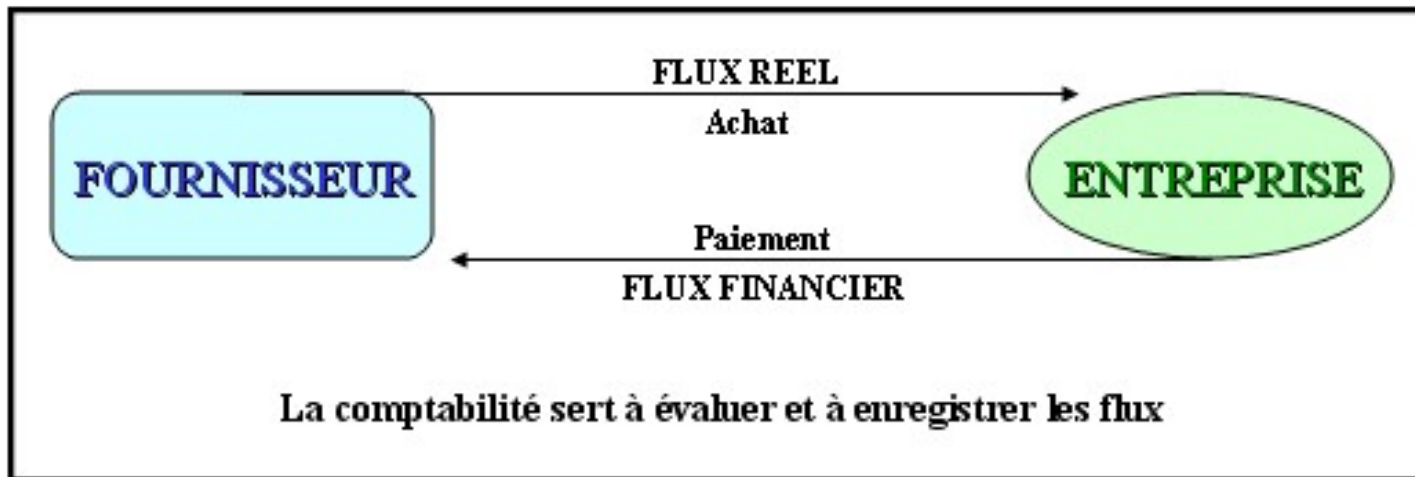 FLUX REEL
Achat
FOURNISSEUR
ENTREPRISE
Paiement
FLUX FINANCIER
La comptabilité sert à évaluer et à enregistrer les flux